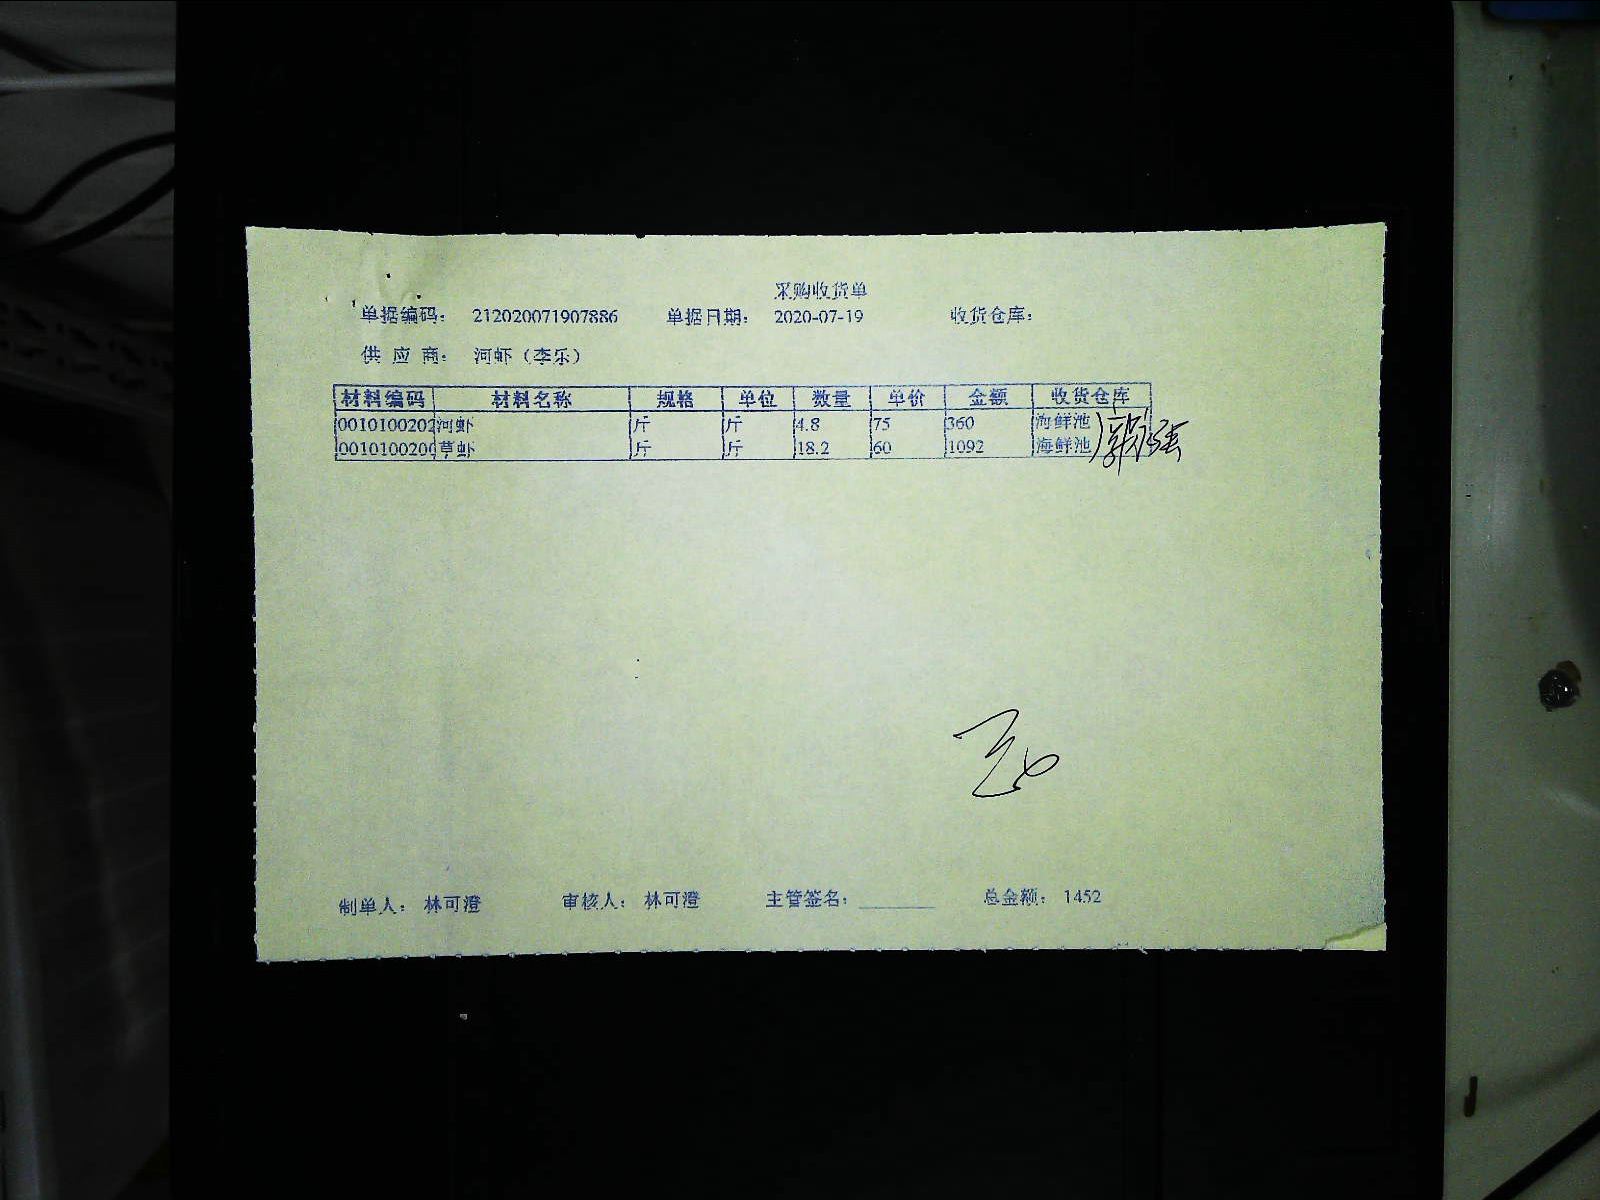 采购收货单
单据编码： 212020071907886 单据日期： 2020-07-19 收货仓库：
供应商： 河虾（李乐）
材料编码 材料名称 规格 单位 数量 单价 金额 收货仓库
0010100202 河虾 斤 斤 4.8 75 360 海鲜池
001010020 草虾 斤 斤 18.2 60 1092 海鲜池
制单人： 林可澄 审核人： 林可澄 主管签名： 总金额： 1452